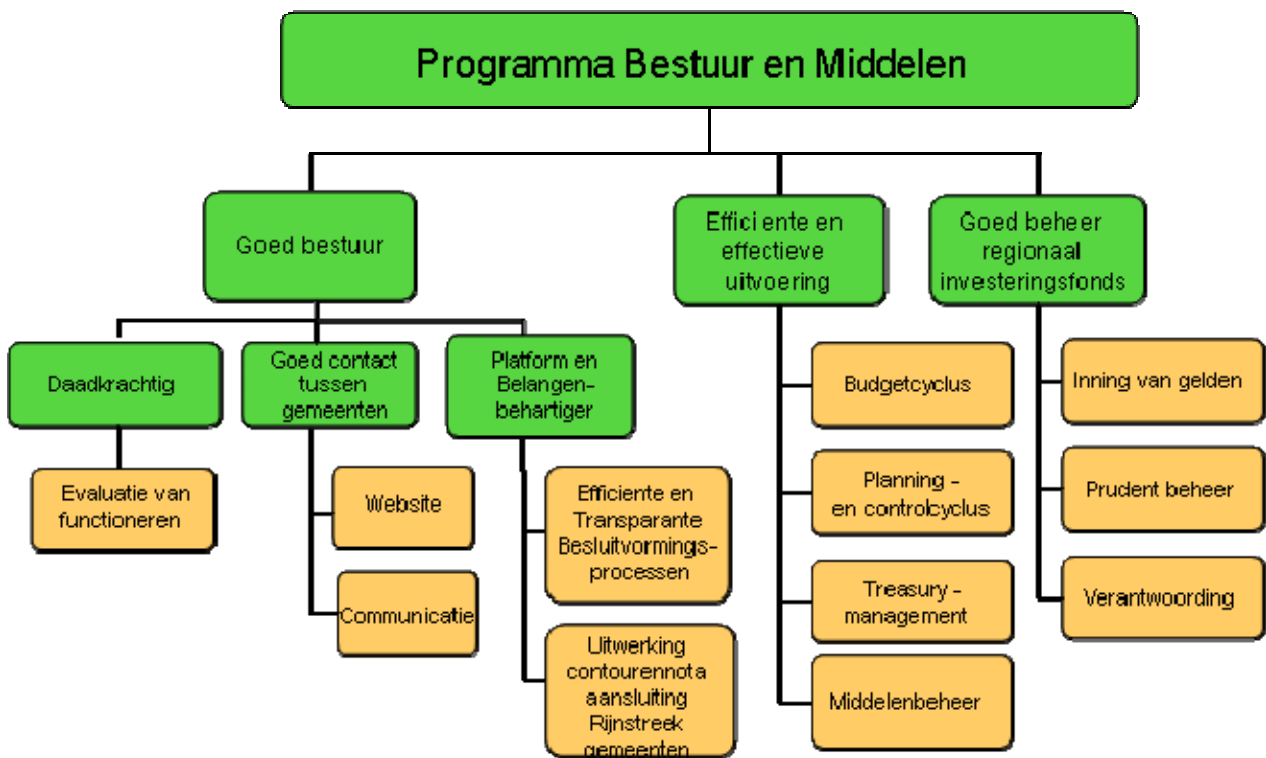 Programma Bestuur en Middelen
Goed bestuur
Efficiente en
effectieve
uitvoering
Goed beheer
regionaal
investeringsfonds
Daadkrachtig
Goed contact
tussen
gemeenten
Platform en
Belangen-
behartiger
Evaluatie van
functioneren
Website
Communicatie
Efficiente en
Transparante
Besluitvormings-
processen
Uitwerking
contourennota
aansluiting
Rijnstreek
gemeenten
Budgetcyclus
Planning -
en controlcyclus
Treasury -
management
Middelenbeheer
Inning van gelden
Prudent beheer
Verantwoording